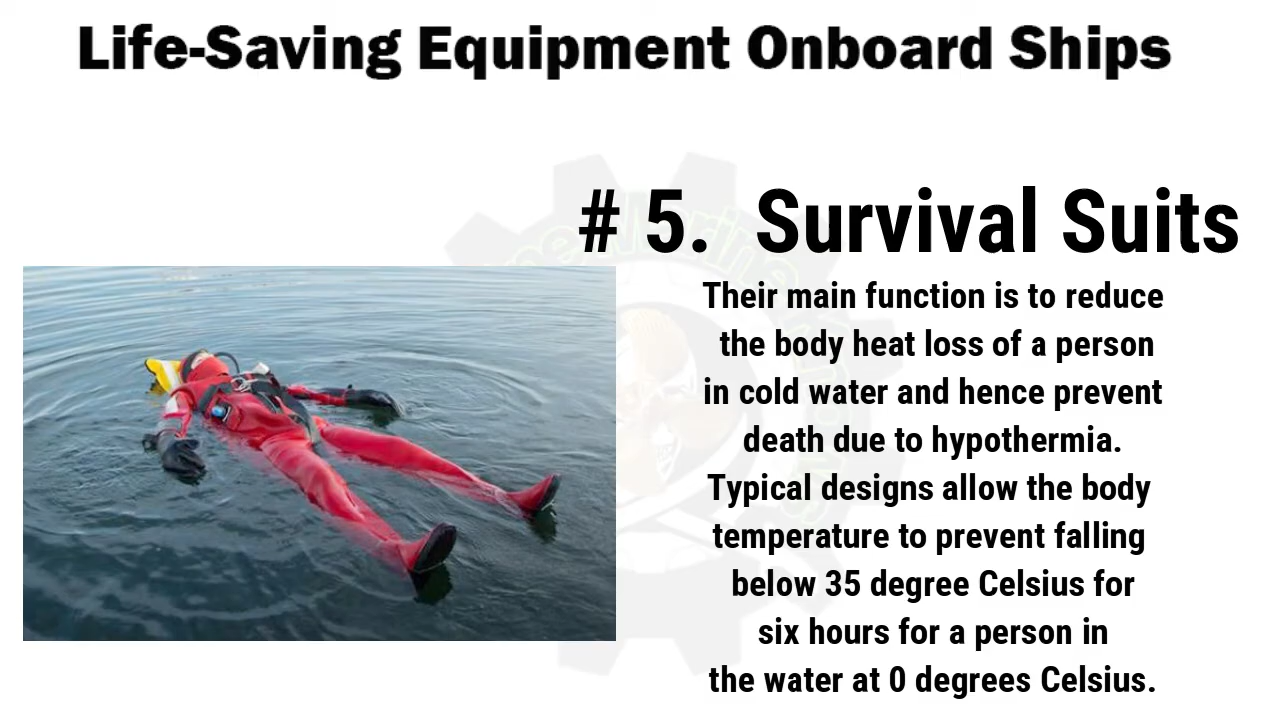 Life-Saving Equipment Onboard Ships
# 5. Survival Suits
Their main function is to reduce
the body heat loss of a person
in cold water and hence prevent
death due to hypothermia.
Typical designs allow the body
temperature to prevent falling
below 35 degree Celsius for
six hours for a person in
the water at 0 degrees Celsius.